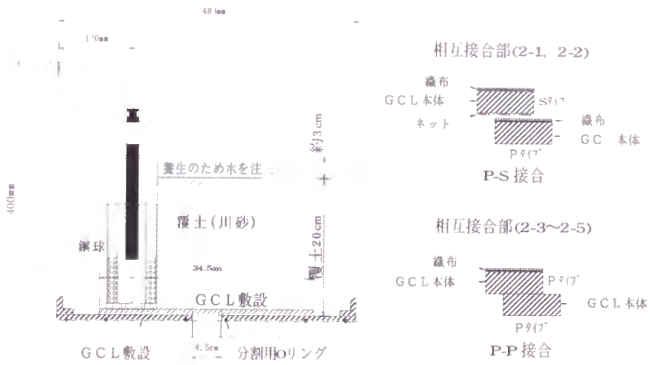 48 mm
相互接合部(2-1、2-2)
織布
GCL本体
Sタイプ
ネット
織布
GC 本体
Pタイプ
P-S 接合
約3cm
養生のため水を注
400mm
覆土(川砂)
覆土20cm
鋼球
34.5cm
GCL敷設
相互接合部(2-3〜2-5)
織布
GCL本体
Pタイプ
GCL本体
Pタイプ
P-P 接合
GCL敷設
4.5cm
分割用Oリング